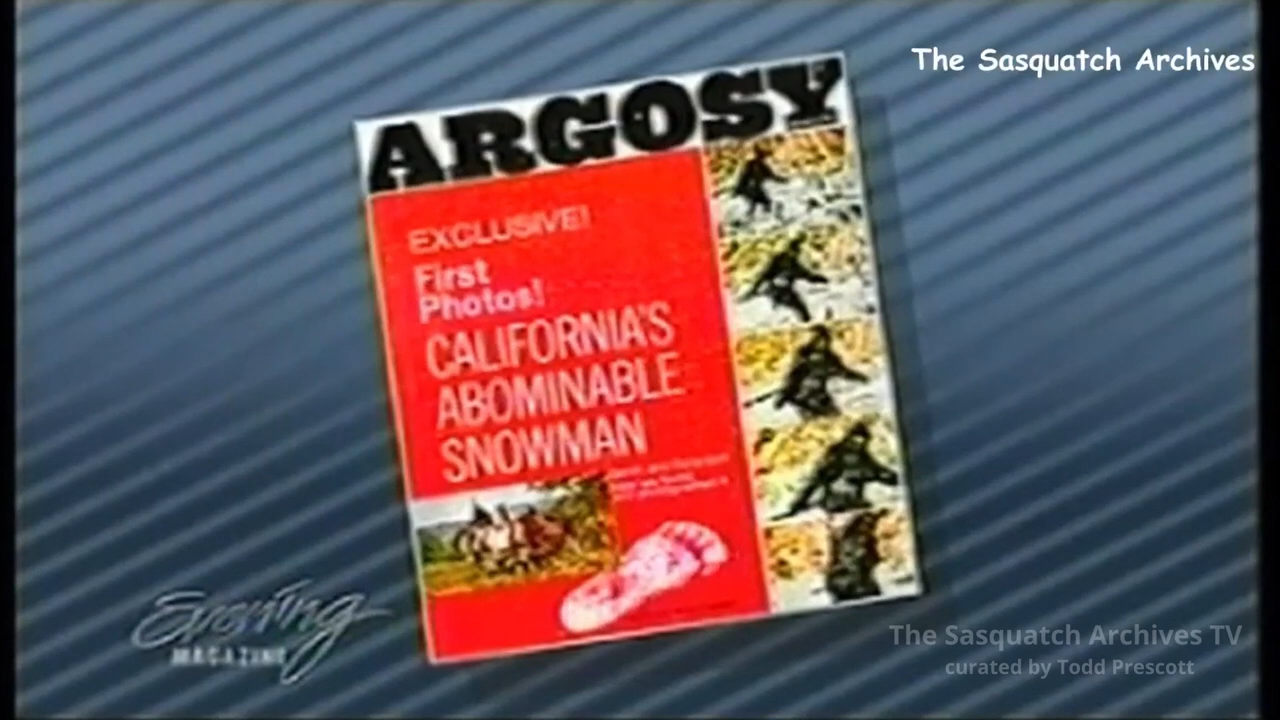 The Sasquatch Archives
ARGOSY
EXCLUSIVE!
First
Photos!
CALIFORNIA'S
ABOMINABLE
SNOWMAN
Evening
MAGAZINE
The Sasquatch Archives TV
curated by Todd Prescott